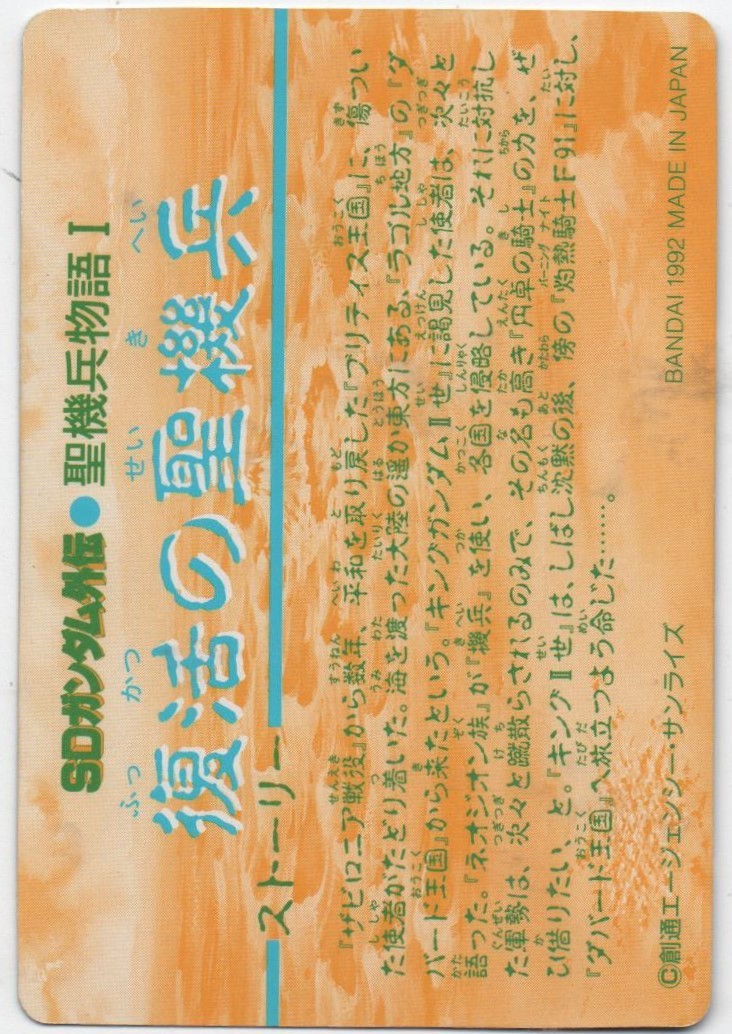 SDガンダム外伝●聖機兵物語Ⅰ
復活の聖機兵
ふっかつ せいきへい
ストーリー
『ザビロニア戦役』から数年、平和を取り戻した『ブリティス王国』に、傷つい
た使者がたどり着いた。海を渡った大陸の遥か東方にある、『ラゴル地方』の『ダ
バード王国』から来たという。『キングガンダムⅡ世』に謁見した使者は、次々と
語った。『ネオジオン族』が『機兵』を使い、各国を侵略している。それに対抗し
た軍勢は、次々と蹴散らされるのみで、その名も高き『円卓の騎士』の力を、ぜ
ひ借りたい、と。『キングⅡ世』は、しばし沈黙の後、傍の『灼熱騎士F91』に対し、
『ダバード王国』へ旅立つよう命じた……。
©創通エージェンシー・サンライズ
BANDAI 1992 MADE IN JAPAN